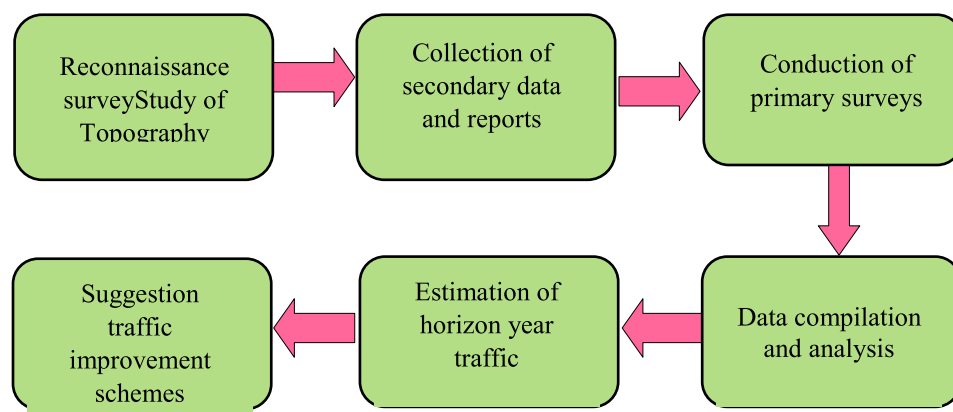 Reconnaissance
surveyStudy of
Topography
Collection of
secondary data
and reports
Conduction of
primary surveys
Data compilation
and analysis
Estimation of
horizon year
traffic
Suggestion
traffic
improvement
schemes